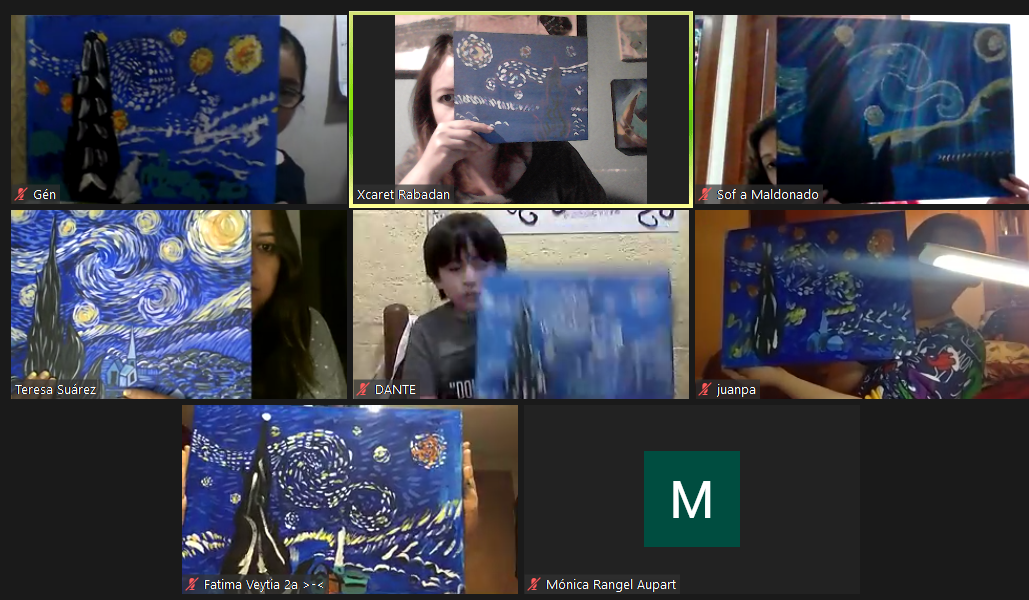 Gén
Xcaret Rabadan
Sof a Maldonado
Teresa Suárez
DANTE
juanpa
Fatima Veytia 2a >-<
M
Mónica Rangel Aupart